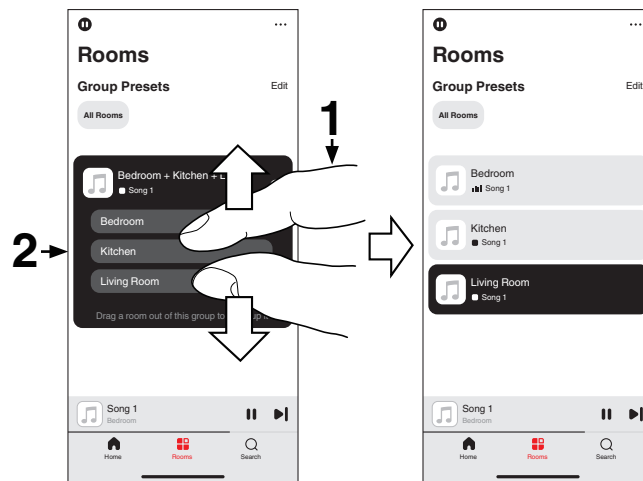 Rooms
Group Presets
Edit
All Rooms
1
Bedroom + Kitchen +
Song 1
Bedroom
2
Kitchen
Living Room
Drag a room out of this group to
Song 1
Bedroom
Home
Rooms
Search
Rooms
Group Presets
Edit
All Rooms
Bedroom
Song 1
Kitchen
Song 1
Living Room
Song 1
Song 1
Bedroom
Home
Rooms
Search